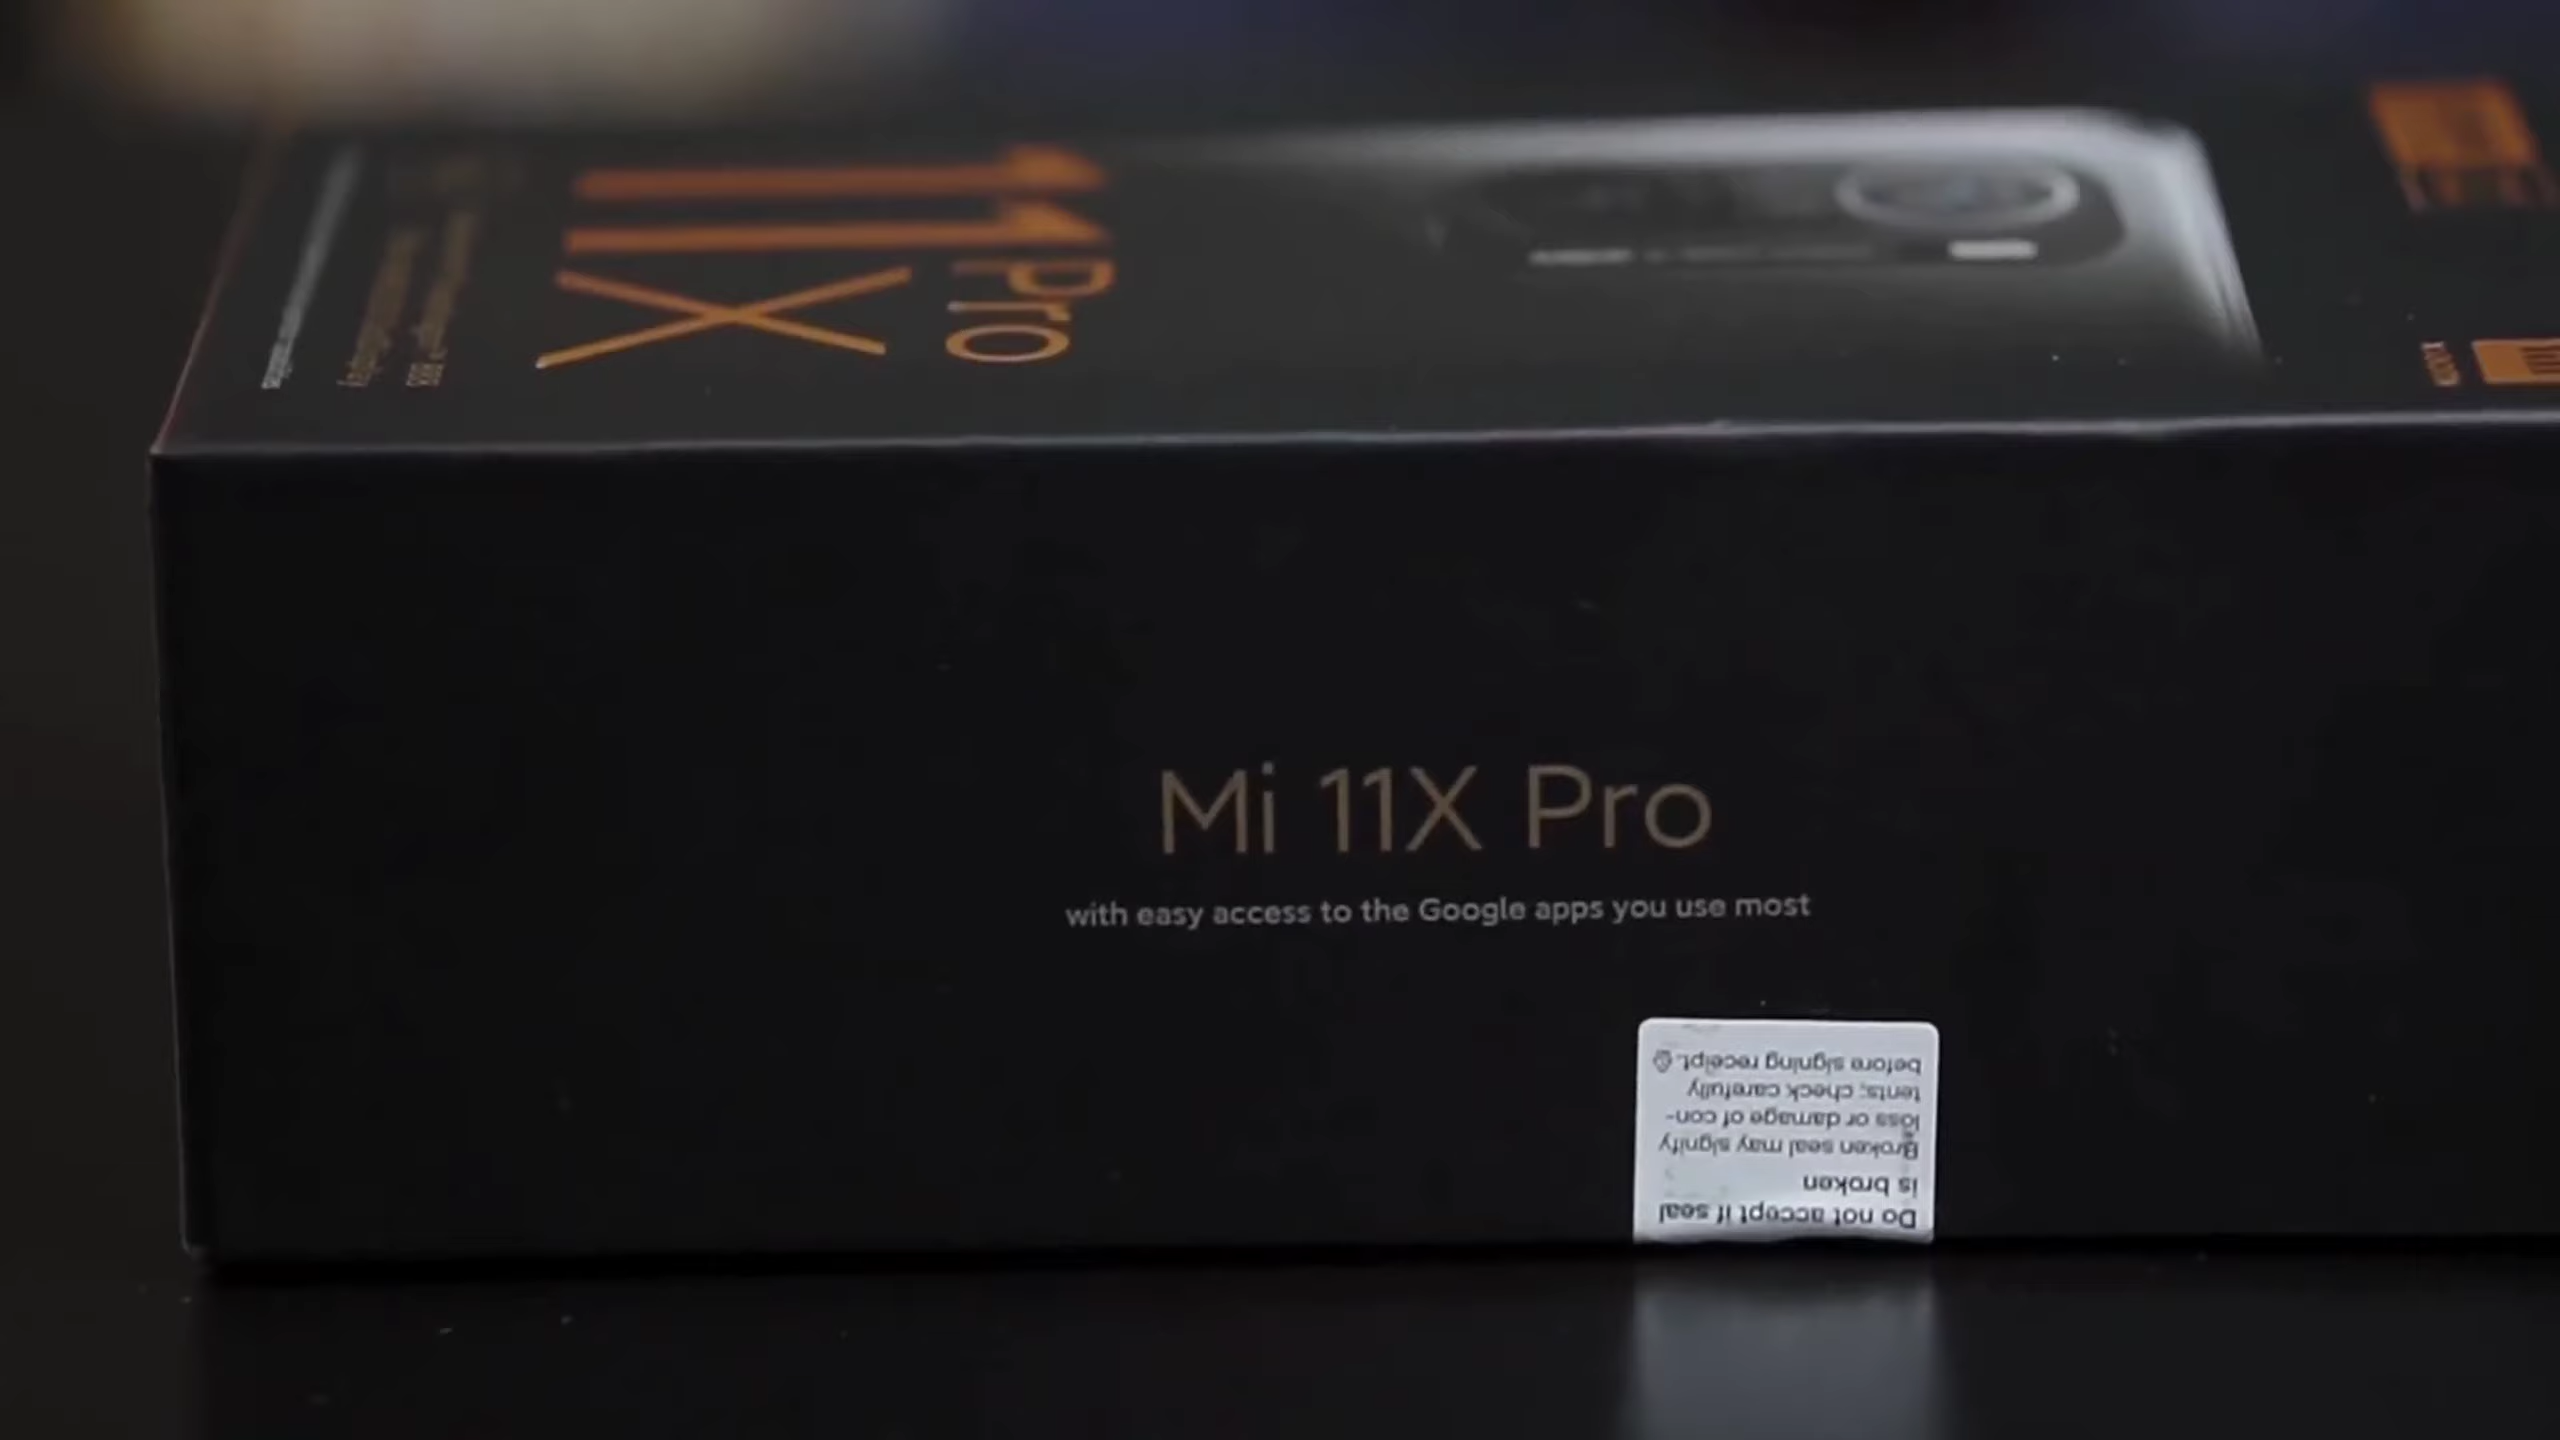 11X Pro
Mi 11X Pro
with easy access to the Google apps you use most
Do not accept if seal
is broken
Broken seal may signify
loss or damage of con-
tents; check carefully
before signing receipt.